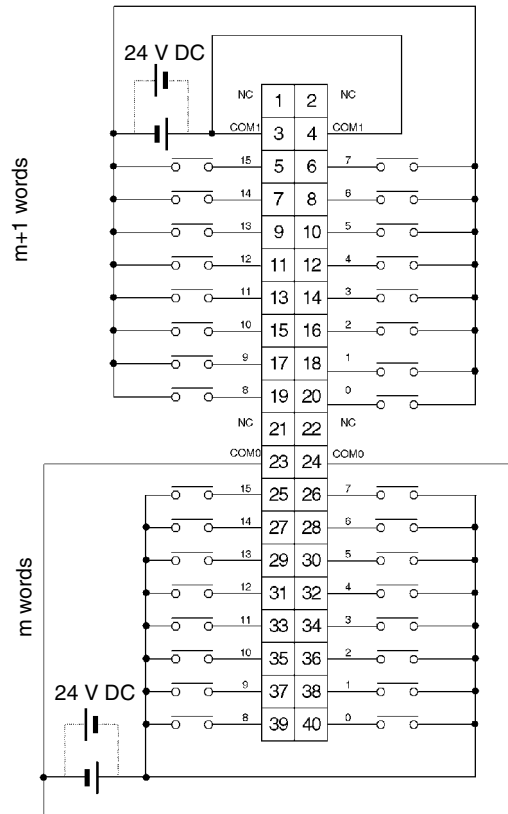 24 V DC
NC 1 2 NC
COM1 3 4 COM1
15 5 6 7
14 7 8 6
13 9 10 5
12 11 12 4
11 13 14 3
10 15 16 2
9 17 18 1
8 19 20 0
m+1 words
NC 21 22 NC
COM0 23 24 COM0
15 25 26 7
14 27 28 6
13 29 30 5
12 31 32 4
11 33 34 3
10 35 36 2
9 37 38 1
8 39 40 0
m words
24 V DC